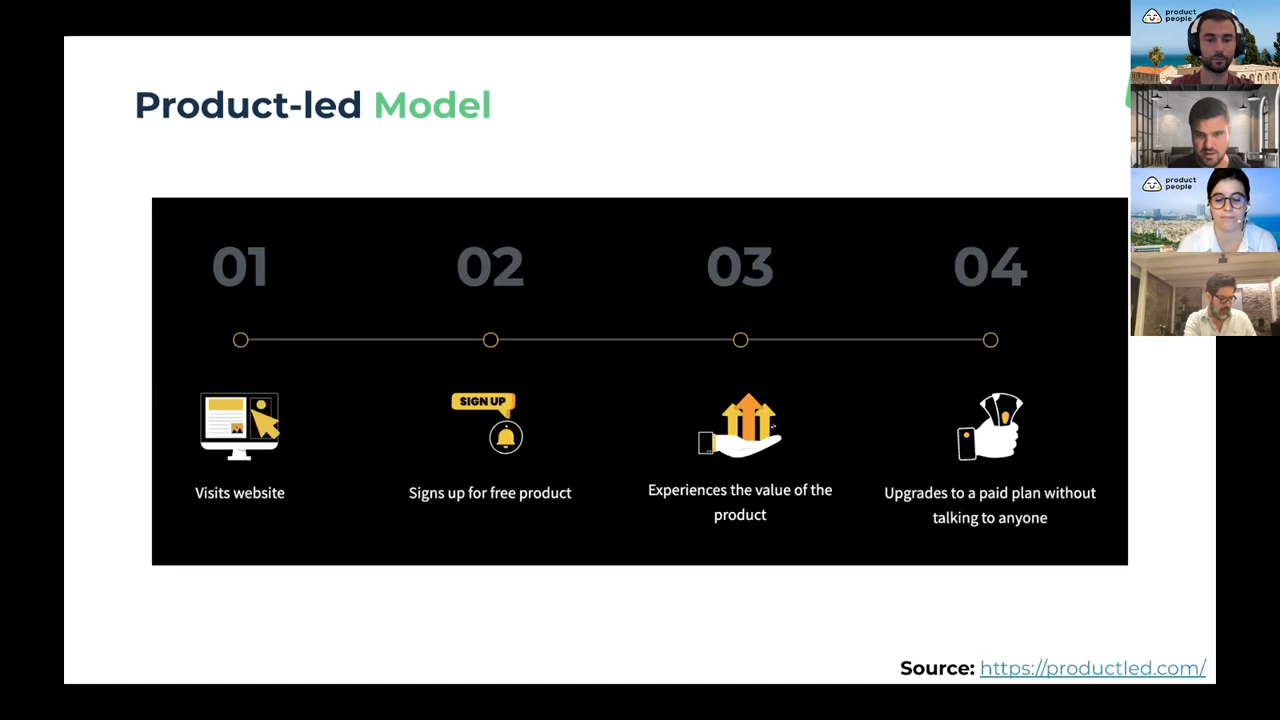 Product-led Model
01
02
03
04
SIGN UP
Visits website
Signs up for free product
Experiences the value of the
product
Upgrades to a paid plan without
talking to anyone
Source: https://productled.com/
product
people
product
people